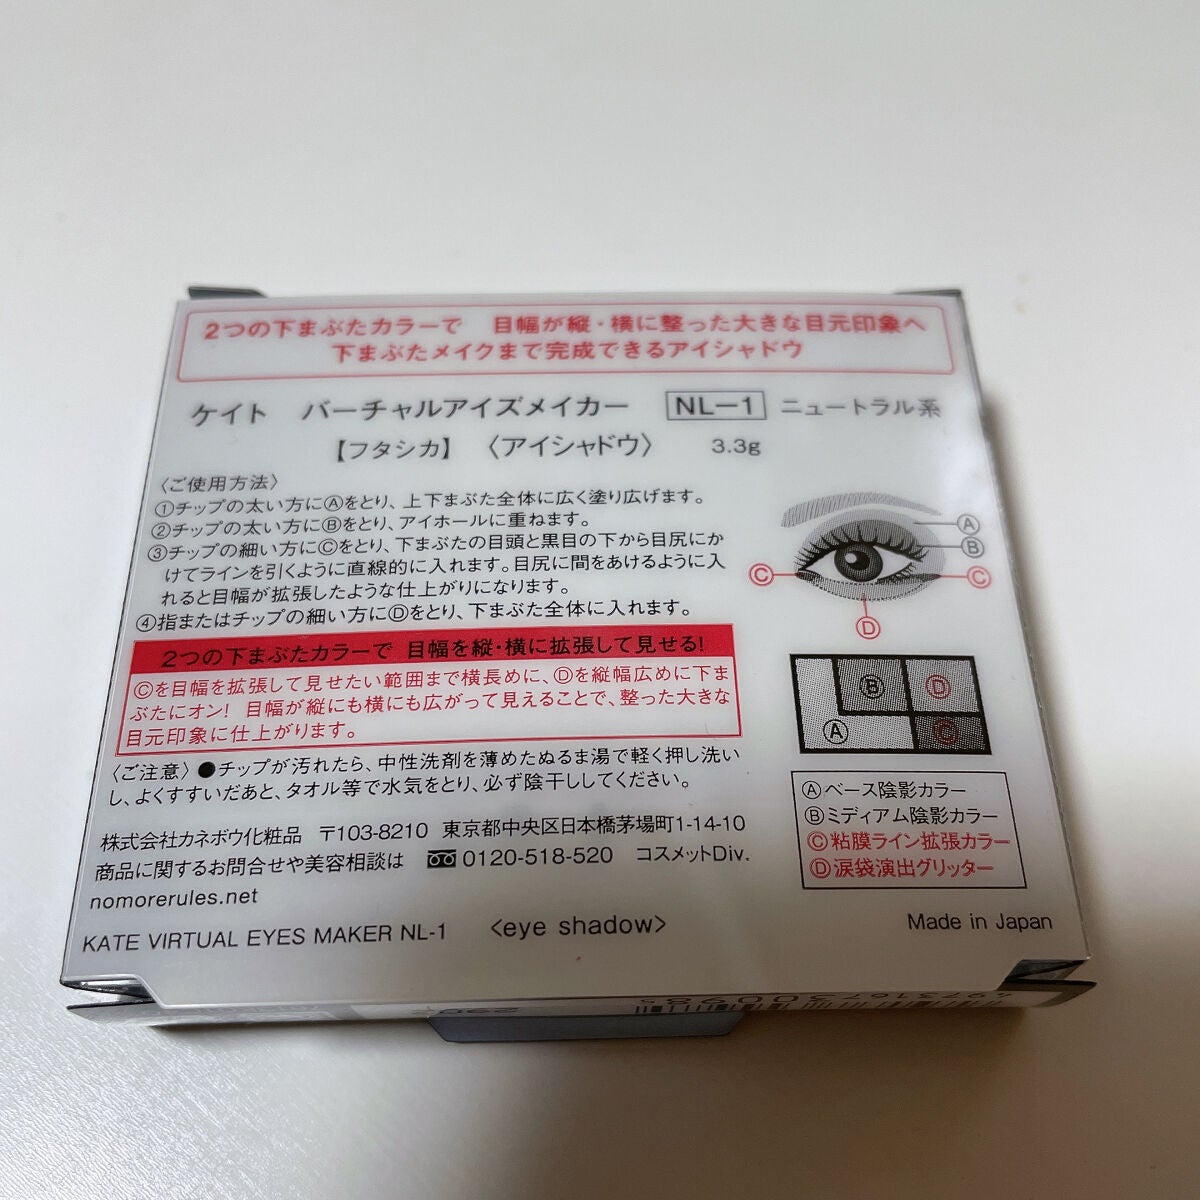 2つの下まぶたカラーで 目幅が縦・横に整った大きな目元印象へ
下まぶたメイクまで完成できるアイシャドウ
ケイト バーチャルアイズメイカー NL-1 ニュートラル系
【フタシカ】〈アイシャドウ〉 3.3g
〈ご使用方法〉
①チップの太い方にⒶをとり、上下まぶた全体に広く塗り広げます。
②チップの太い方にⒷをとり、アイホールに重ねます。
③チップの細い方にⒸをとり、下まぶたの目頭と黒目の下から目尻にか
けてラインを引くように直線的に入れます。目尻に間をあけるように入
れると目幅が拡張したような仕上がりになります。
④指またはチップの細い方にⒹをとり、下まぶた全体に入れます。
Ⓐ
Ⓑ
Ⓒ
Ⓒ
Ⓓ
2つの下まぶたカラーで 目幅を縦・横に拡張して見せる!
Ⓒを目幅を拡張して見せたい範囲まで横長めに、Ⓓを縦幅広めに下ま
ぶたにオン! 目幅が縦にも横にも広がって見えることで、整った大きな
目元印象に仕上がります。
Ⓑ Ⓓ
Ⓐ Ⓒ
〈ご注意〉●チップが汚れたら、中性洗剤を薄めたぬるま湯で軽く押し洗い
し、よくすすいだあと、タオル等で水気をとり、必ず陰干ししてください。
Ⓐベース陰影カラー
Ⓑミディアム陰影カラー
Ⓒ粘膜ライン拡張カラー
Ⓓ涙袋演出グリッター
株式会社カネボウ化粧品 〒103-8210 東京都中央区日本橋茅場町1-14-10
商品に関するお問合せや美容相談は 0120-518-520 コスメットDiv.
nomorerules.net
KATE VIRTUAL EYES MAKER NL-1 <eye shadow> Made in Japan